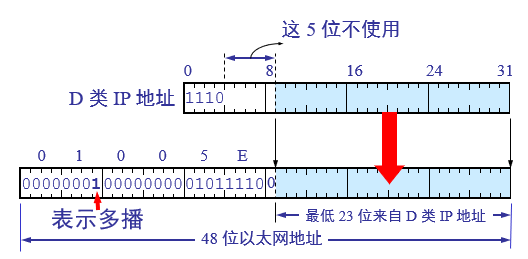 这 5 位不使用
0 8 16 24 31
D 类 IP 地址 1110
0 1 0 0 5 E
00000001 00000000 01011110 0
表示多播
最低 23 位来自 D 类 IP 地址
48 位以太网地址